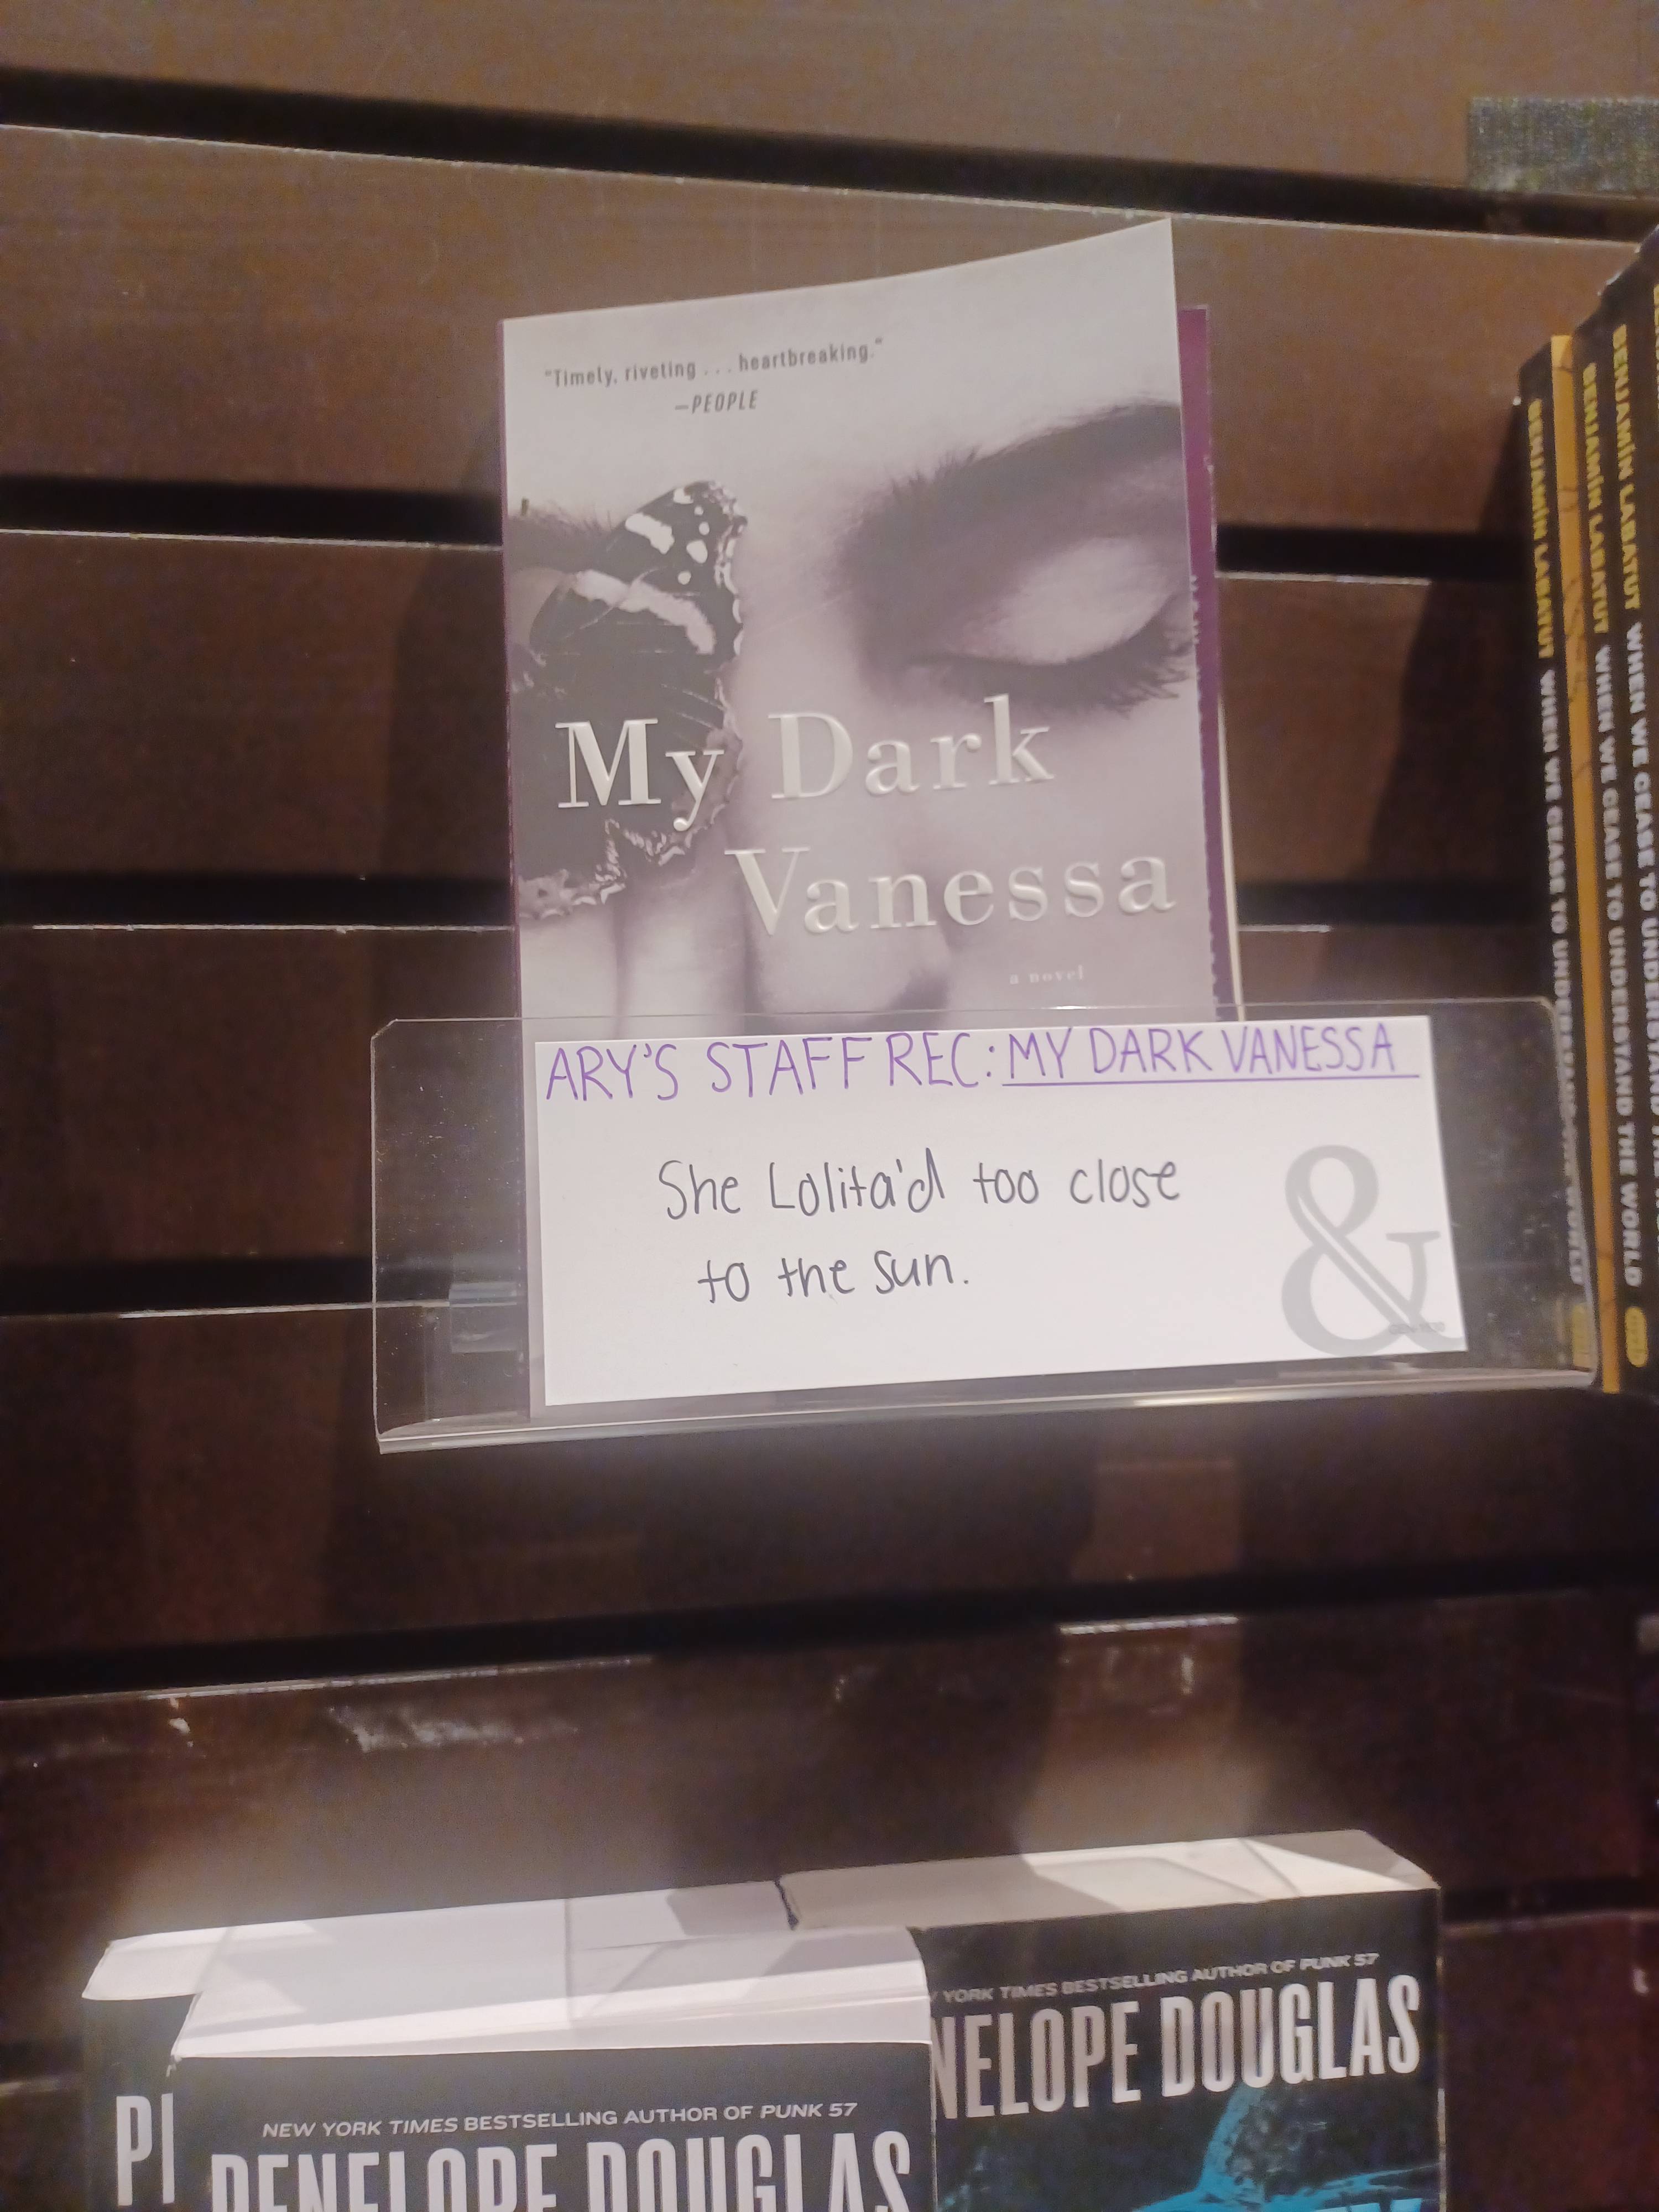 "Timely, riveting . . . heartbreaking."
—PEOPLE
My Dark
Vanessa
a novel
ARY'S STAFF REC: MY DARK VANESSA
She Lolita'd too close
to the sun.
&
BENJAMÍN LABATUT WHEN WE CEASE TO UNDERSTAND THE WORLD
BENJAMÍN LABATUT WHEN WE CEASE TO UNDERSTAND THE WORLD
BENJAMÍN LABATUT WHEN WE CEASE TO UNDERSTAND THE WORLD
YORK TIMES BESTSELLING AUTHOR OF PUNK 57
NELOPE DOUGLAS
NEW YORK TIMES BESTSELLING AUTHOR OF PUNK 57
PENELOPE DOUGLAS